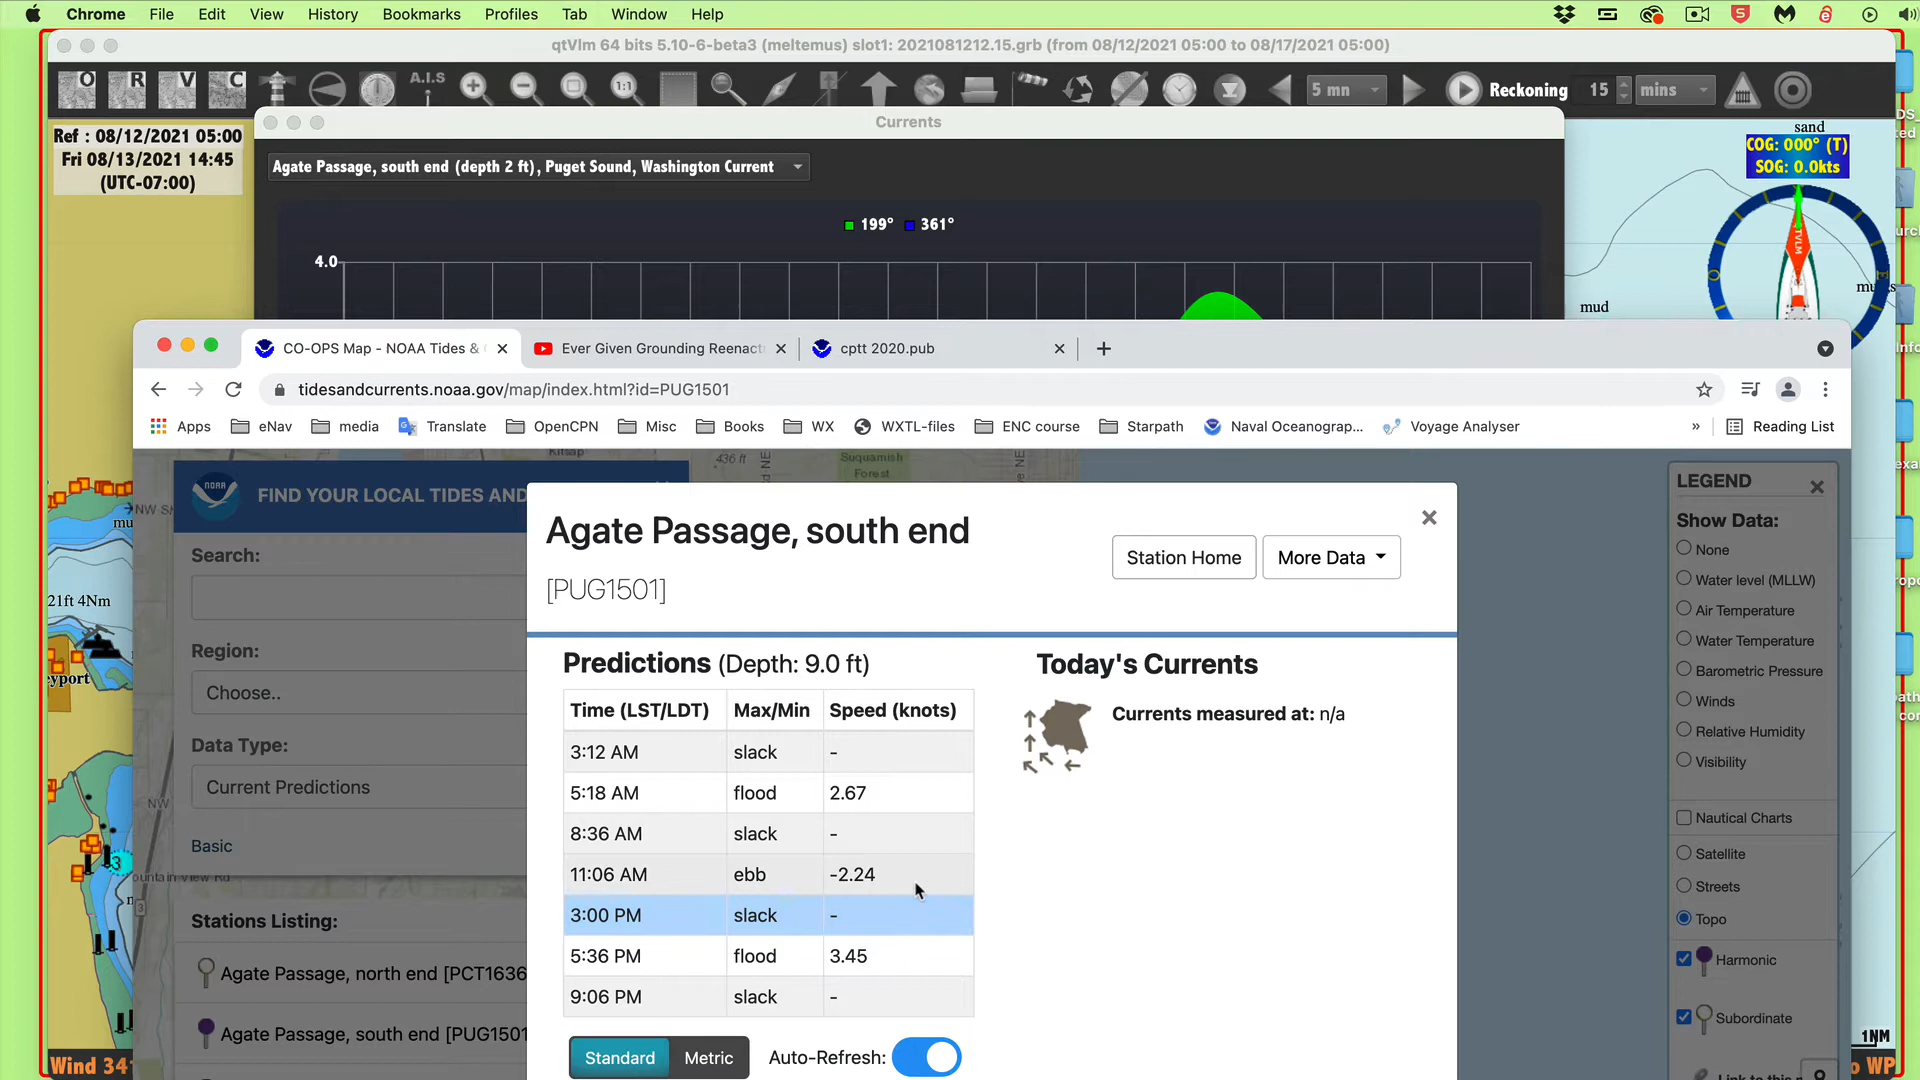 Chrome File Edit View History Bookmarks Profiles Tab Window Help
qtVlm 64 bits 5.10-6-beta3 (meltemus) slot1: 2021081212.15.grb (from 08/12/2021 05:00 to 08/17/2021 05:00)
O R V C A.I.S 1:1 5 mn Reckoning 15 mins
Ref : 08/12/2021 05:00
Fri 08/13/2021 14:45
(UTC-07:00)
Currents
sand
COG: 000° (T)
SOG: 0.0kts
Agate Passage, south end (depth 2 ft), Puget Sound, Washington Current
199° 361°
4.0
mud
CO-OPS Map - NOAA Tides &
Ever Given Grounding Reenact
cptt 2020.pub
tidesandcurrents.noaa.gov/map/index.html?id=PUG1501
Apps eNav media Translate OpenCPN Misc Books WX WXTL-files ENC course Starpath Naval Oceanograp... Voyage Analyser » Reading List
Kitsap
436 ft
NE
Suquamish
Forest
NOAA
FIND YOUR LOCAL TIDES AND
Search:
Region:
Choose..
Data Type:
Current Predictions
Basic
Stations Listing:
Agate Passage, north end [PCT1636
Agate Passage, south end [PUG1501
21ft 4Nm
NW
3
Wind 34
Agate Passage, south end
[PUG1501]
Station Home
More Data
Predictions (Depth: 9.0 ft)
Time (LST/LDT) Max/Min Speed (knots)
3:12 AM slack -
5:18 AM flood 2.67
8:36 AM slack -
11:06 AM ebb -2.24
3:00 PM slack -
5:36 PM flood 3.45
9:06 PM slack -
Standard Metric Auto-Refresh:
Today's Currents
Currents measured at: n/a
LEGEND
Show Data:
None
Water level (MLLW)
Air Temperature
Water Temperature
Barometric Pressure
Winds
Relative Humidity
Visibility
Nautical Charts
Satellite
Streets
Topo
Harmonic
Subordinate
1NM
WP